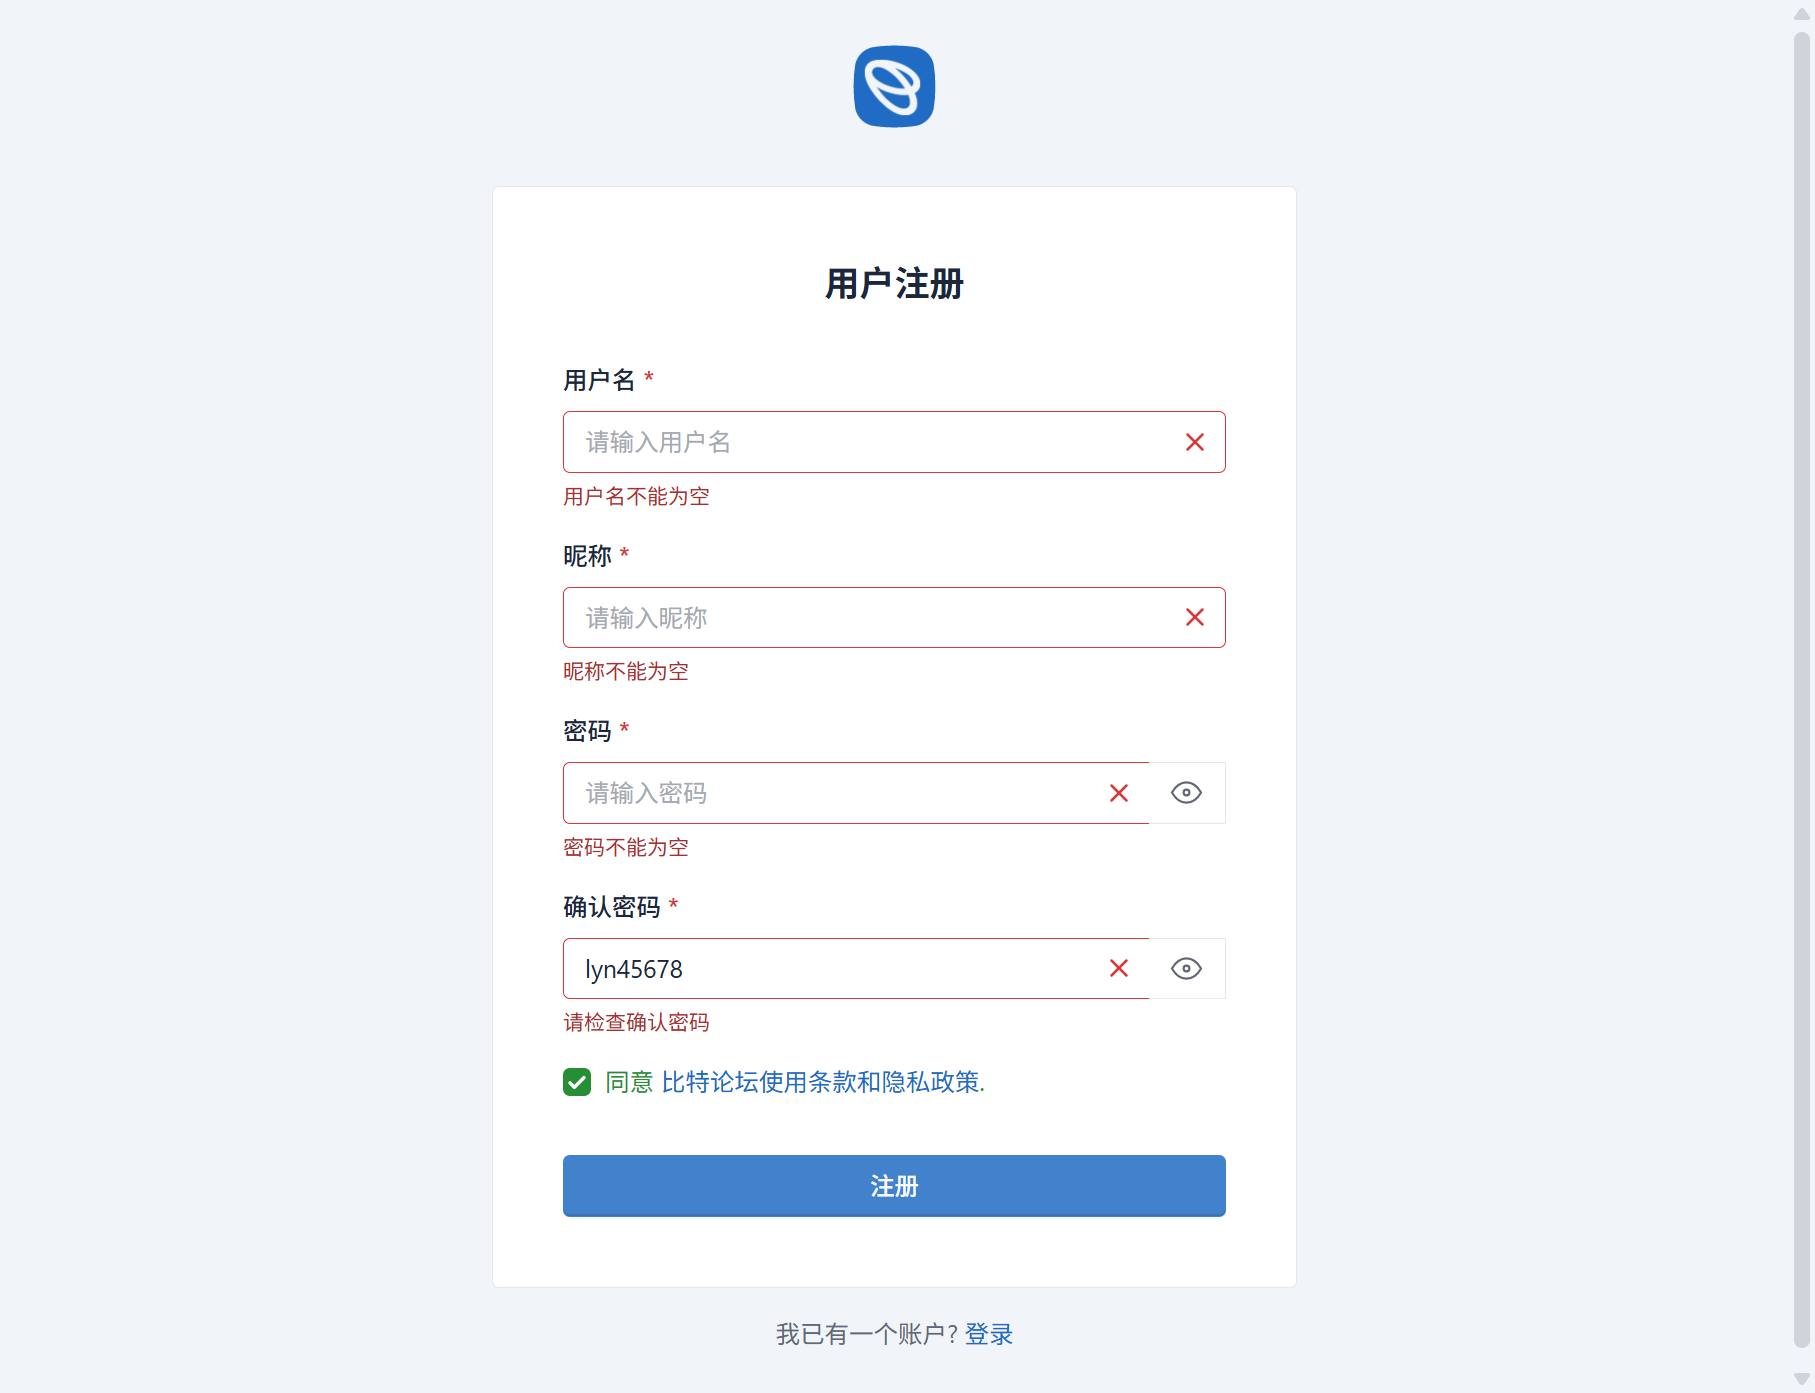 用户注册
用户名 *
请输入用户名
用户名不能为空
昵称 *
请输入昵称
昵称不能为空
密码 *
请输入密码
密码不能为空
确认密码 *
lyn45678
请检查确认密码
同意 比特论坛使用条款和隐私政策.
注册
我已有一个账户? 登录